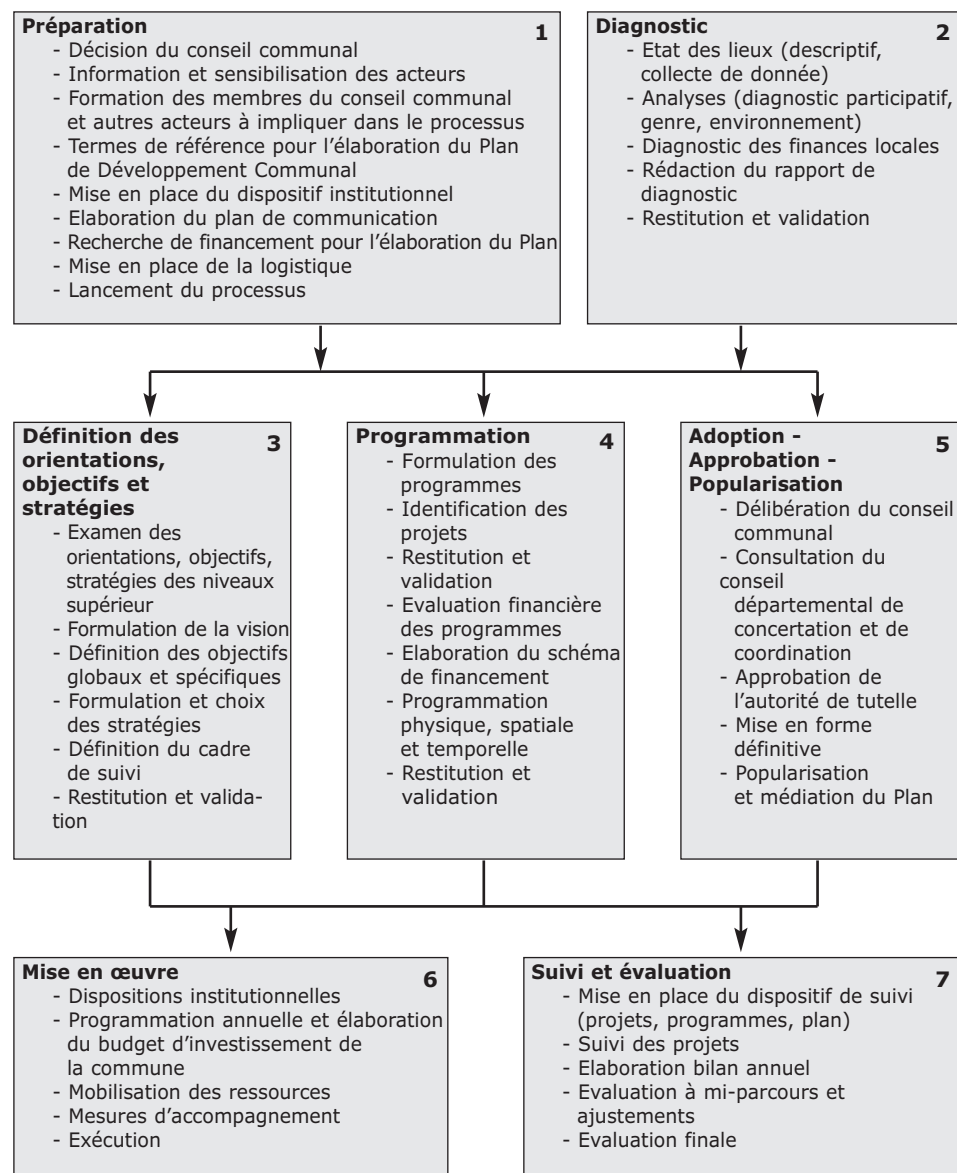 Préparation
1
- Décision du conseil communal
- Information et sensibilisation des acteurs
- Formation des membres du conseil communal
et autres acteurs à impliquer dans le processus
- Termes de référence pour l'élaboration du Plan
de Développement Communal
- Mise en place du dispositif institutionnel
- Elaboration du plan de communication
- Recherche de financement pour l'élaboration du Plan
- Mise en place de la logistique
- Lancement du processus
Diagnostic
2
- Etat des lieux (descriptif,
collecte de donnée)
- Analyses (diagnostic participatif,
genre, environnement)
- Diagnostic des finances locales
- Rédaction du rapport de
diagnostic
- Restitution et validation
Définition des
3
orientations,
objectifs et
stratégies
- Examen des
orientations, objectifs,
stratégies des niveaux
supérieur
- Formulation de la vision
- Définition des objectifs
globaux et spécifiques
- Formulation et choix
des stratégies
- Définition du cadre
de suivi
- Restitution et valida-
tion
Programmation
4
- Formulation des
programmes
- Identification des
projets
- Restitution et
validation
- Evaluation financière
des programmes
- Elaboration du schéma
de financement
- Programmation
physique, spatiale
et temporelle
- Restitution et
validation
Adoption -
5
Approbation -
Popularisation
- Délibération du conseil
communal
- Consultation du
conseil
départemental de
concertation et de
coordination
- Approbation de
l'autorité de tutelle
- Mise en forme
définitive
- Popularisation
et médiation du Plan
Mise en œuvre
6
- Dispositions institutionnelles
- Programmation annuelle et élaboration
du budget d'investissement de
la commune
- Mobilisation des ressources
- Mesures d'accompagnement
- Exécution
Suivi et évaluation
7
- Mise en place du dispositif de suivi
(projets, programmes, plan)
- Suivi des projets
- Elaboration bilan annuel
- Evaluation à mi-parcours et
ajustements
- Evaluation finale